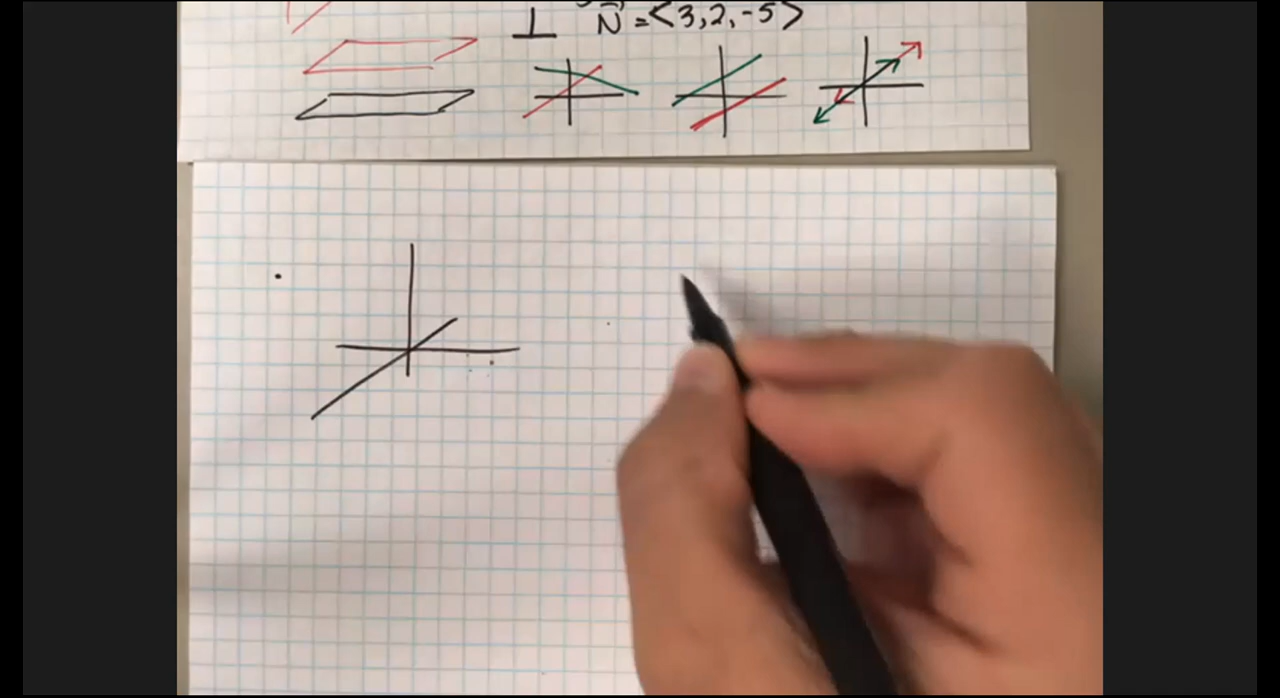 ⊥ N⃗ = <3, 2, -5>